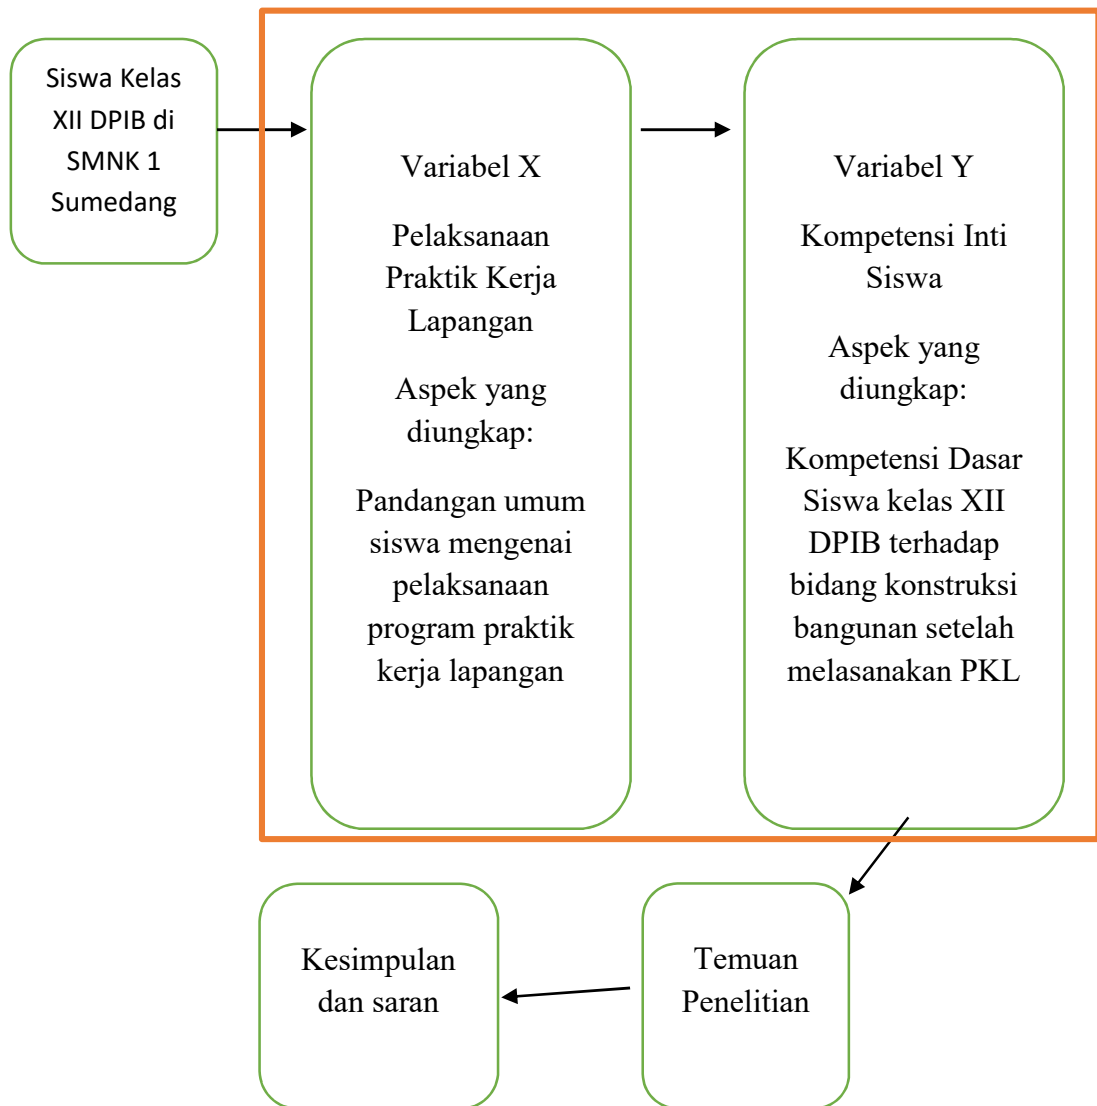 Siswa Kelas
XII DPIB di
SMNK 1
Sumedang
Variabel X
Pelaksanaan
Praktik Kerja
Lapangan
Aspek yang
diungkap:
Pandangan umum
siswa mengenai
pelaksanaan
program praktik
kerja lapangan
Variabel Y
Kompetensi Inti
Siswa
Aspek yang
diungkap:
Kompetensi Dasar
Siswa kelas XII
DPIB terhadap
bidang konstruksi
bangunan setelah
melasanakan PKL
Temuan
Penelitian
Kesimpulan
dan saran